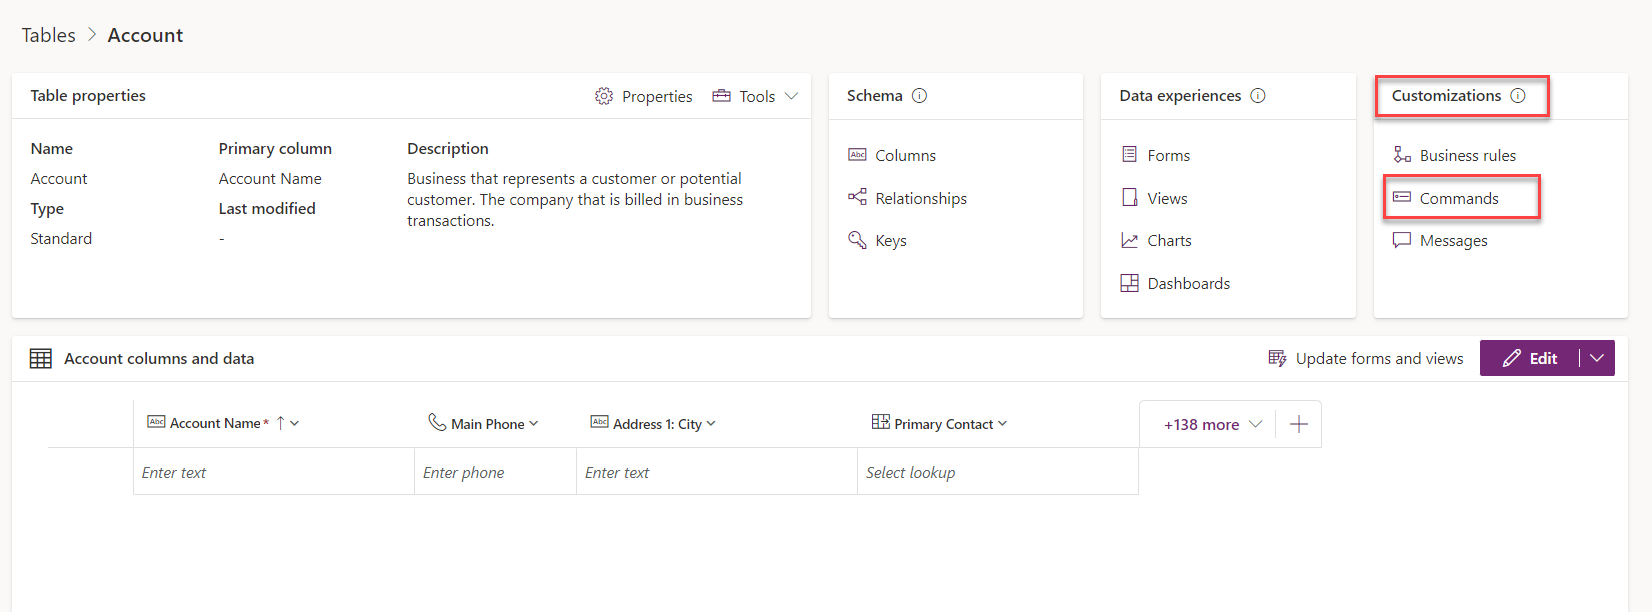 Tables > Account
Table properties
Properties
Tools
Name
Account
Type
Standard
Primary column
Account Name
Last modified
-
Description
Business that represents a customer or potential
customer. The company that is billed in business
transactions.
Schema
Columns
Relationships
Keys
Data experiences
Forms
Views
Charts
Dashboards
Customizations
Business rules
Commands
Messages
Account columns and data
Update forms and views
Edit
Abc Account Name* ↑
Main Phone
Abc Address 1: City
Primary Contact
+138 more
Enter text
Enter phone
Enter text
Select lookup